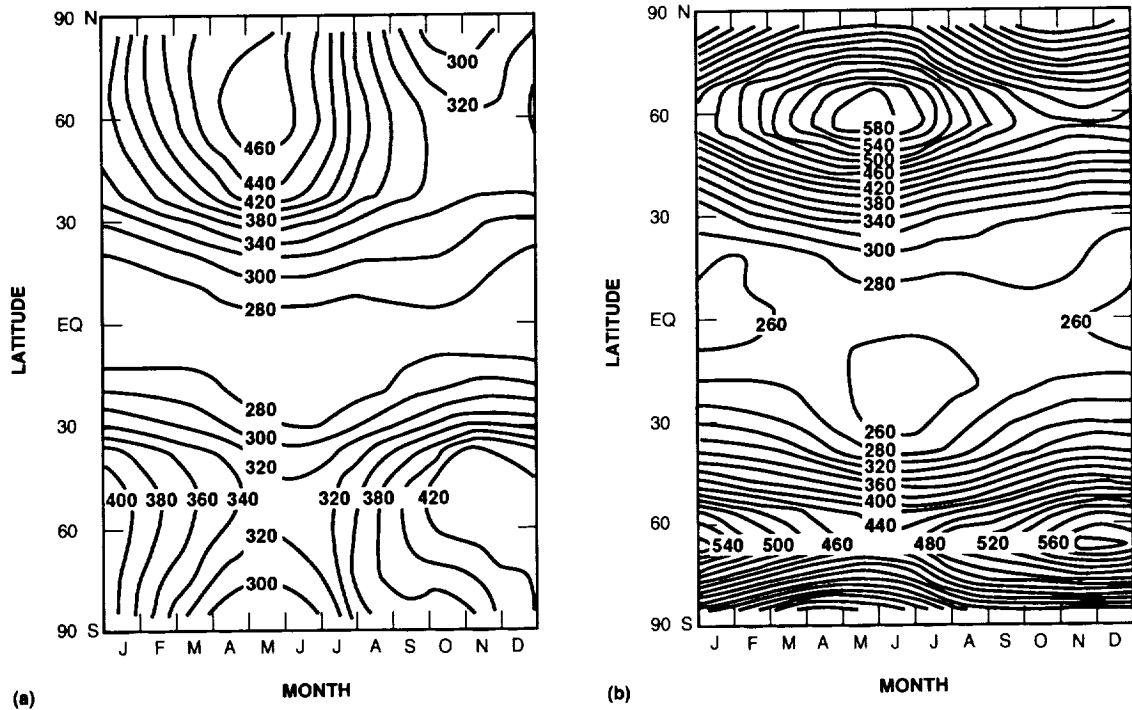 90 N
60
30
EQ
30
60
90 S
LATITUDE
300
320
460
440
420
380
340
300
280
280
300
320
400 380 360 340 320 380 420
320
300
J F M A M J J A S O N D
MONTH
(a)
90 N
60
30
EQ
30
60
90 S
LATITUDE
580
540
500
460
420
380
340
300
280
260 260
260
280
320
360
400
440
540 500 460 480 520 560
J F M A M J J A S O N D
MONTH
(b)